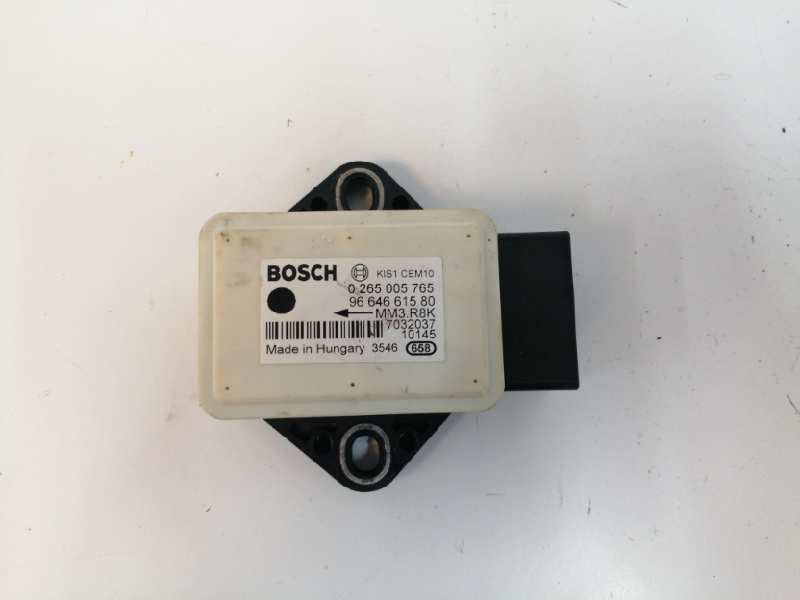 BOSCH KIS1 CEM10
0 265 005 765
96 646 615 80
MM3.R8K
7032037
10145
Made in Hungary 3546 658